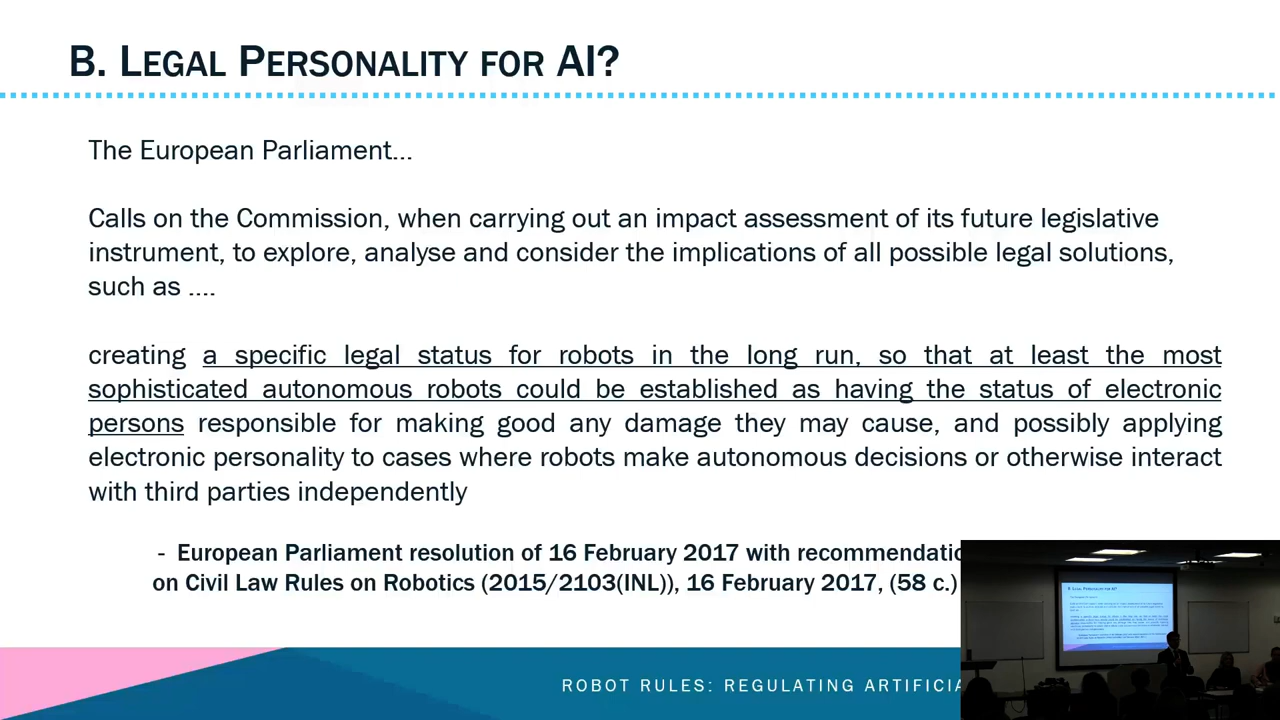 B. LEGAL PERSONALITY FOR AI?
The European Parliament...
Calls on the Commission, when carrying out an impact assessment of its future legislative
instrument, to explore, analyse and consider the implications of all possible legal solutions,
such as ....
creating a specific legal status for robots in the long run, so that at least the most
sophisticated autonomous robots could be established as having the status of electronic
persons responsible for making good any damage they may cause, and possibly applying
electronic personality to cases where robots make autonomous decisions or otherwise interact
with third parties independently
- European Parliament resolution of 16 February 2017 with
on Civil Law Rules on Robotics (2015/2103(INL)), 16 February 2017, (58 c.)
ROBOT RULES: REGULATING
B. LEGAL PERSONALITY FOR AI?